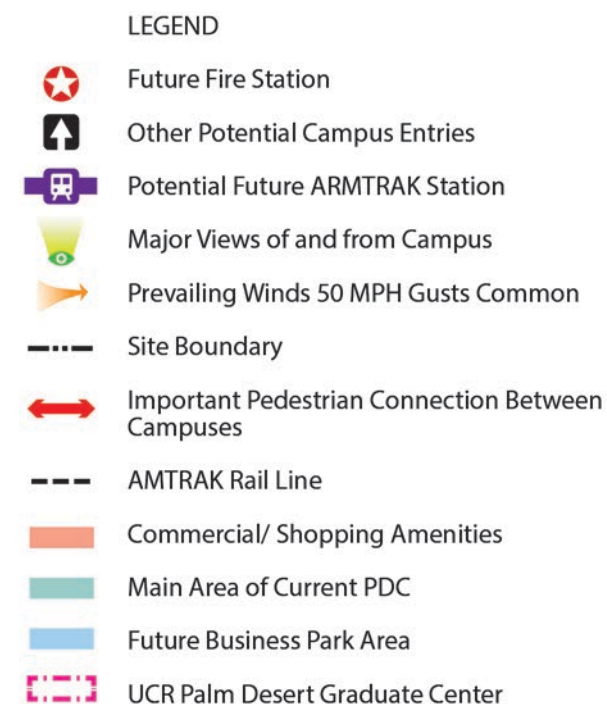 LEGEND
Future Fire Station
Other Potential Campus Entries
Potential Future ARMTRAK Station
Major Views of and from Campus
Prevailing Winds 50 MPH Gusts Common
Site Boundary
Important Pedestrian Connection Between
Campuses
AMTRAK Rail Line
Commercial/ Shopping Amenities
Main Area of Current PDC
Future Business Park Area
UCR Palm Desert Graduate Center